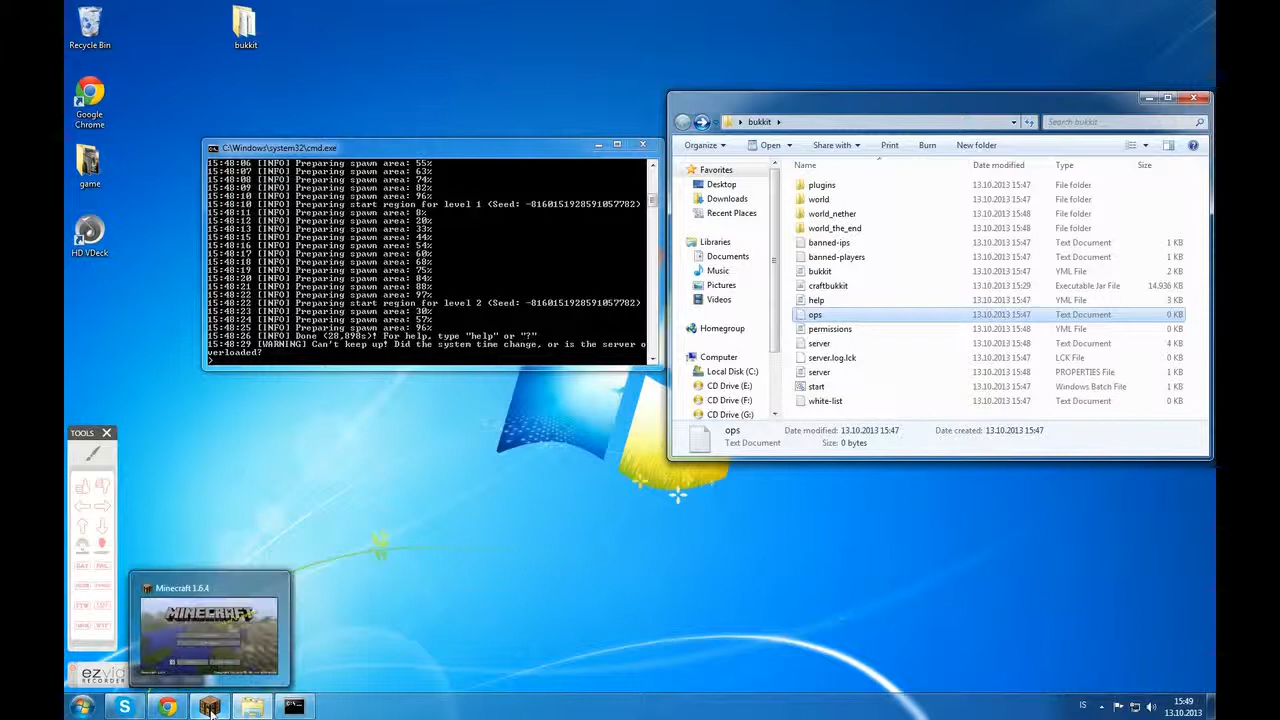 Recycle Bin
bukkit
Google
Chrome
game
HD VDeck
C:\Windows\system32\cmd.exe
15:48:06 [INFO] Preparing spawn area: 55%
15:48:07 [INFO] Preparing spawn area: 63%
15:48:08 [INFO] Preparing spawn area: 74%
15:48:09 [INFO] Preparing spawn area: 82%
15:48:10 [INFO] Preparing spawn area: 96%
15:48:10 [INFO] Preparing start region for level 1 (Seed: -8160151928591057782)
15:48:11 [INFO] Preparing spawn area: 8%
15:48:12 [INFO] Preparing spawn area: 20%
15:48:13 [INFO] Preparing spawn area: 33%
15:48:15 [INFO] Preparing spawn area: 44%
15:48:16 [INFO] Preparing spawn area: 54%
15:48:17 [INFO] Preparing spawn area: 60%
15:48:18 [INFO] Preparing spawn area: 68%
15:48:19 [INFO] Preparing spawn area: 75%
15:48:20 [INFO] Preparing spawn area: 84%
15:48:21 [INFO] Preparing spawn area: 88%
15:48:22 [INFO] Preparing spawn area: 97%
15:48:22 [INFO] Preparing start region for level 2 (Seed: -8160151928591057782)
15:48:23 [INFO] Preparing spawn area: 30%
15:48:24 [INFO] Preparing spawn area: 57%
15:48:25 [INFO] Preparing spawn area: 96%
15:48:26 [INFO] Done (28,898s)! For help, type "help" or "?"
15:48:29 [WARNING] Can't keep up! Did the system time change, or is the server o
verloaded?
>
bukkit
Search bukkit
Organize Open Share with Print Burn New folder
Favorites
Desktop
Downloads
Recent Places
Libraries
Documents
Music
Pictures
Videos
Homegroup
Computer
Local Disk (C:)
CD Drive (E:)
CD Drive (F:)
CD Drive (G:)
Name Date modified Type Size
plugins 13.10.2013 15:47 File folder
world 13.10.2013 15:47 File folder
world_nether 13.10.2013 15:48 File folder
world_the_end 13.10.2013 15:48 File folder
banned-ips 13.10.2013 15:47 Text Document 1 KB
banned-players 13.10.2013 15:47 Text Document 1 KB
bukkit 13.10.2013 15:47 YML File 2 KB
craftbukkit 13.10.2013 15:29 Executable Jar File 14.936 KB
help 13.10.2013 15:47 YML File 3 KB
ops 13.10.2013 15:47 Text Document 0 KB
permissions 13.10.2013 15:48 YML File 0 KB
server 13.10.2013 15:48 Text Document 4 KB
server.log.lck 13.10.2013 15:47 LCK File 0 KB
server 13.10.2013 15:48 PROPERTIES File 1 KB
start 13.10.2013 15:47 Windows Batch File 1 KB
white-list 13.10.2013 15:47 Text Document 0 KB
ops Date modified: 13.10.2013 15:47 Date created: 13.10.2013 15:47
Text Document Size: 0 bytes
TOOLS
Minecraft 1.6.4
MINECRAFT
ezvid
RECORDER
IS
15:49
13.10.2013